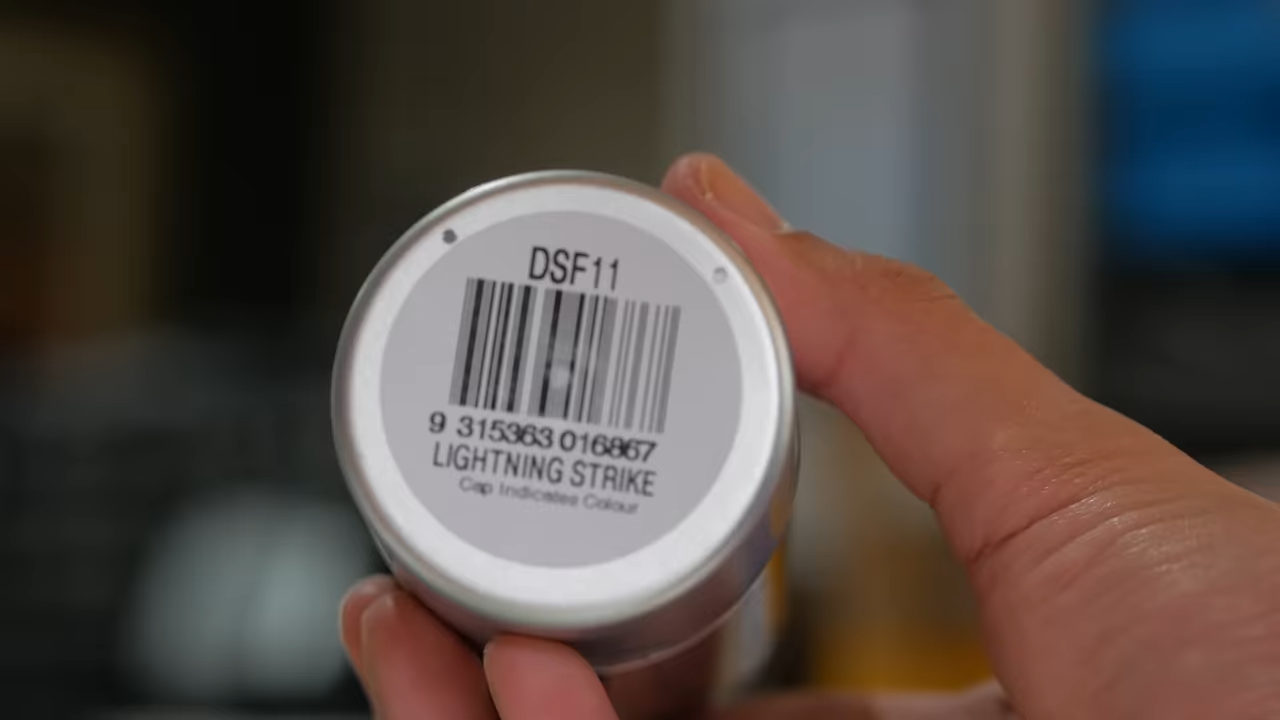 DSF11
9 315363 016867
LIGHTNING STRIKE
Cap Indicates Colour